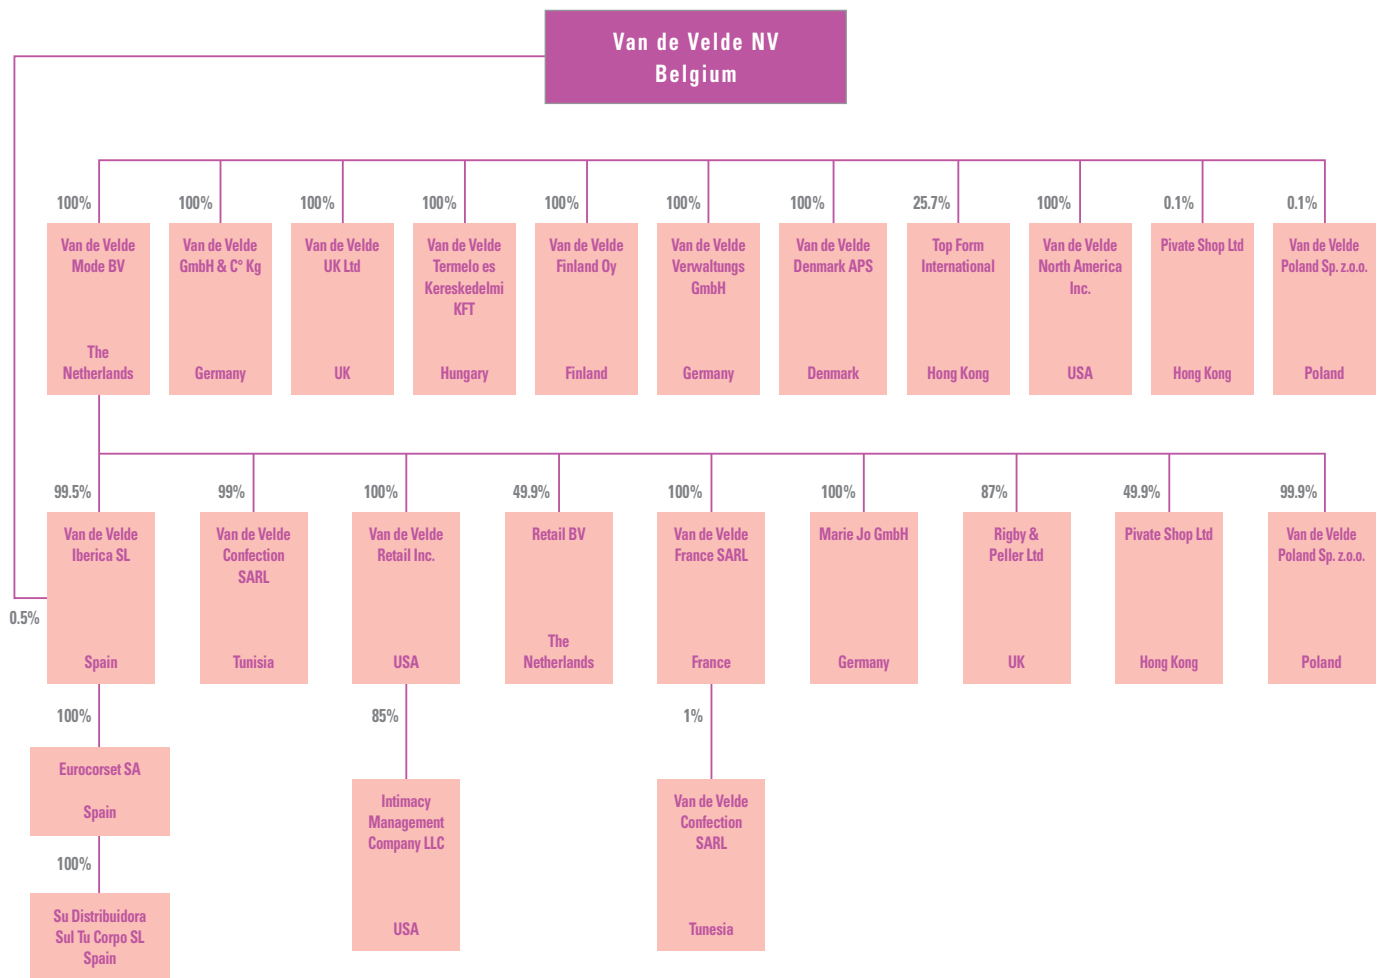 Van de Velde NV
Belgium
100%
100%
100%
100%
100%
100%
100%
25.7%
100%
0.1%
0.1%
Van de Velde
Mode BV
The
Netherlands
Van de Velde
GmbH & C° Kg
Germany
Van de Velde
UK Ltd
UK
Van de Velde
Termelo es
Kereskedelmi
KFT
Hungary
Van de Velde
Finland Oy
Finland
Van de Velde
Verwaltungs
GmbH
Germany
Van de Velde
Denmark APS
Denmark
Top Form
International
Hong Kong
Van de Velde
North America
Inc.
USA
Pivate Shop Ltd
Hong Kong
Van de Velde
Poland Sp. z.o.o.
Poland
99.5%
99%
100%
49.9%
100%
100%
87%
49.9%
99.9%
Van de Velde
Iberica SL
Spain
Van de Velde
Confection
SARL
Tunisia
Van de Velde
Retail Inc.
USA
Retail BV
The
Netherlands
Van de Velde
France SARL
France
Marie Jo GmbH
Germany
Rigby &
Peller Ltd
UK
Pivate Shop Ltd
Hong Kong
Van de Velde
Poland Sp. z.o.o.
Poland
0.5%
100%
85%
1%
Eurocorset SA
Spain
Intimacy
Management
Company LLC
USA
Van de Velde
Confection
SARL
Tunesia
100%
Su Distribuidora
Sul Tu Corpo SL
Spain